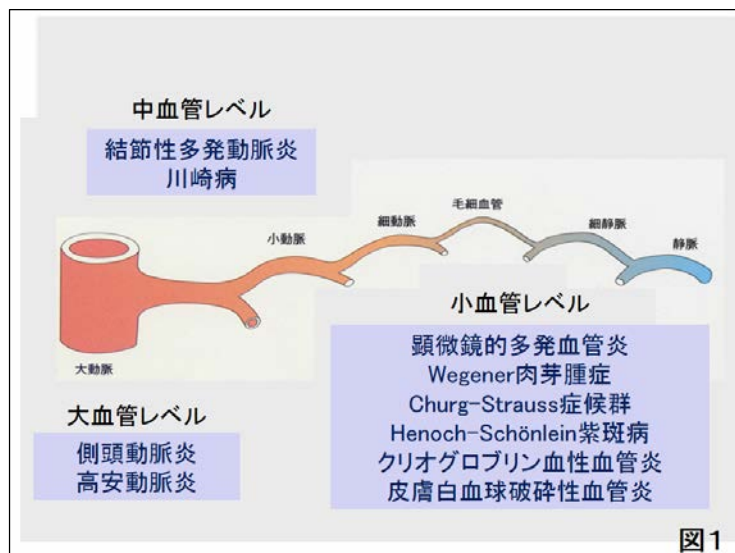 中血管レベル
結節性多発動脈炎
川崎病
毛細血管
細動脈
細静脈
小動脈
静脈
大動脈
小血管レベル
顕微鏡的多発血管炎
Wegener肉芽腫症
Churg-Strauss症候群
Henoch-Schönlein紫斑病
クリオグロブリン血性血管炎
皮膚白血球破砕性血管炎
大血管レベル
側頭動脈炎
高安動脈炎
図1